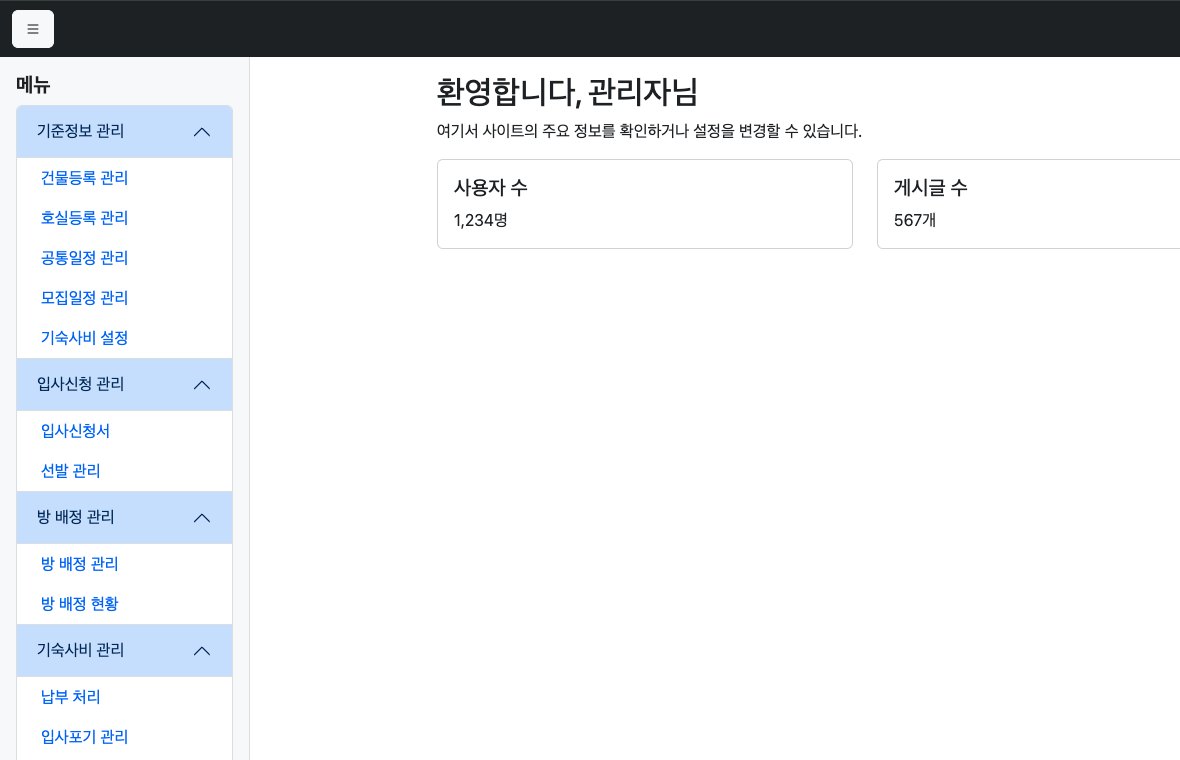 메뉴
기준정보 관리
건물등록 관리
호실등록 관리
공통일정 관리
모집일정 관리
기숙사비 설정
입사신청 관리
입사신청서
선발 관리
방 배정 관리
방 배정 관리
방 배정 현황
기숙사비 관리
납부 처리
입사포기 관리
환영합니다, 관리자님
여기서 사이트의 주요 정보를 확인하거나 설정을 변경할 수 있습니다.
사용자 수
1,234명
게시글 수
567개